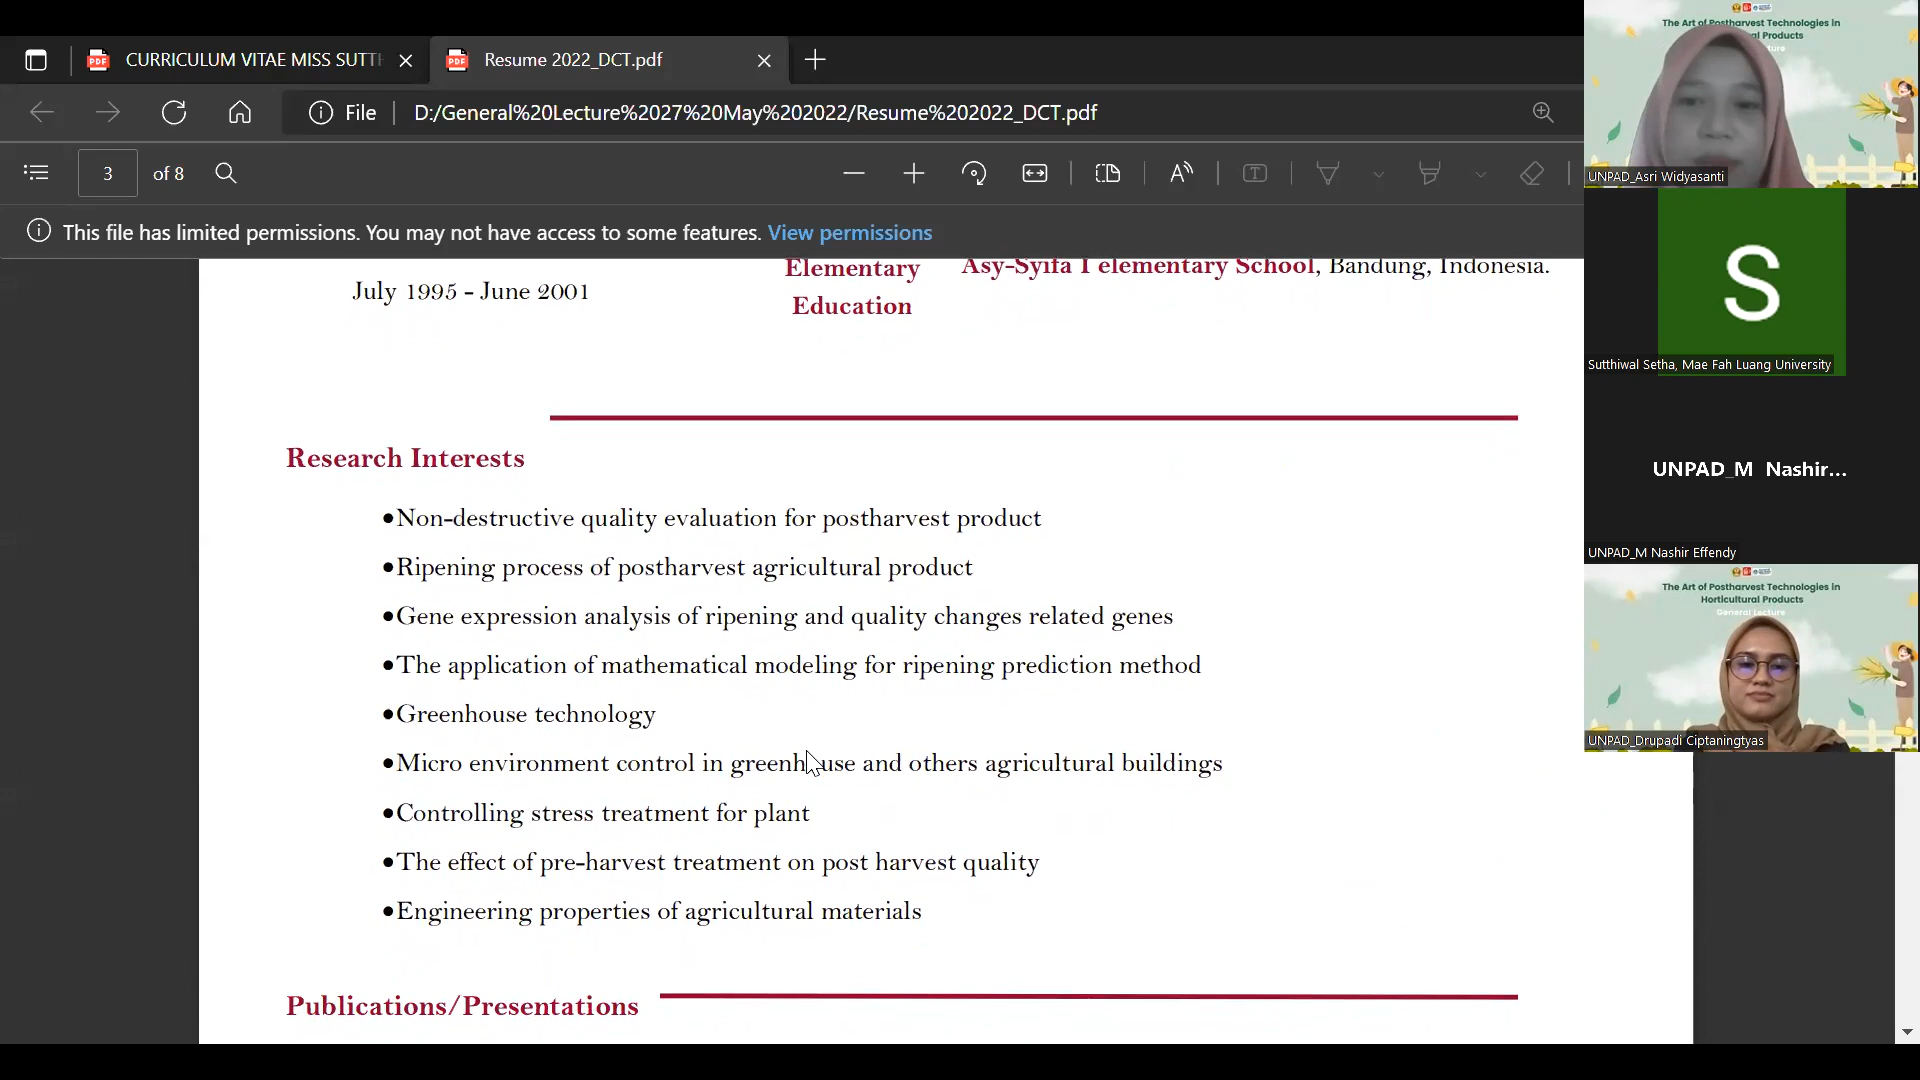 CURRICULUM VITAE MISS SUTTI
Resume 2022_DCT.pdf
File
D:/General%20Lecture%2027%20May%202022/Resume%202022_DCT.pdf
3 of 8
This file has limited permissions. You may not have access to some features. View permissions
July 1995 - June 2001
Elementary
Education
Asy-Syifa I elementary School, Bandung, Indonesia.
Research Interests
•Non-destructive quality evaluation for postharvest product
•Ripening process of postharvest agricultural product
•Gene expression analysis of ripening and quality changes related genes
•The application of mathematical modeling for ripening prediction method
•Greenhouse technology
•Micro environment control in greenhouse and others agricultural buildings
•Controlling stress treatment for plant
•The effect of pre-harvest treatment on post harvest quality
•Engineering properties of agricultural materials
Publications/Presentations
The Art of Postharvest Technologies in
Products
UNPAD_Asri Widyasanti
S
Sutthiwal Setha, Mae Fah Luang University
UNPAD_M Nashir...
UNPAD_M Nashir Effendy
The Art of Postharvest Technologies in
Horticultural Products
General Lecture
UNPAD_Drupadi Ciptaningtyas